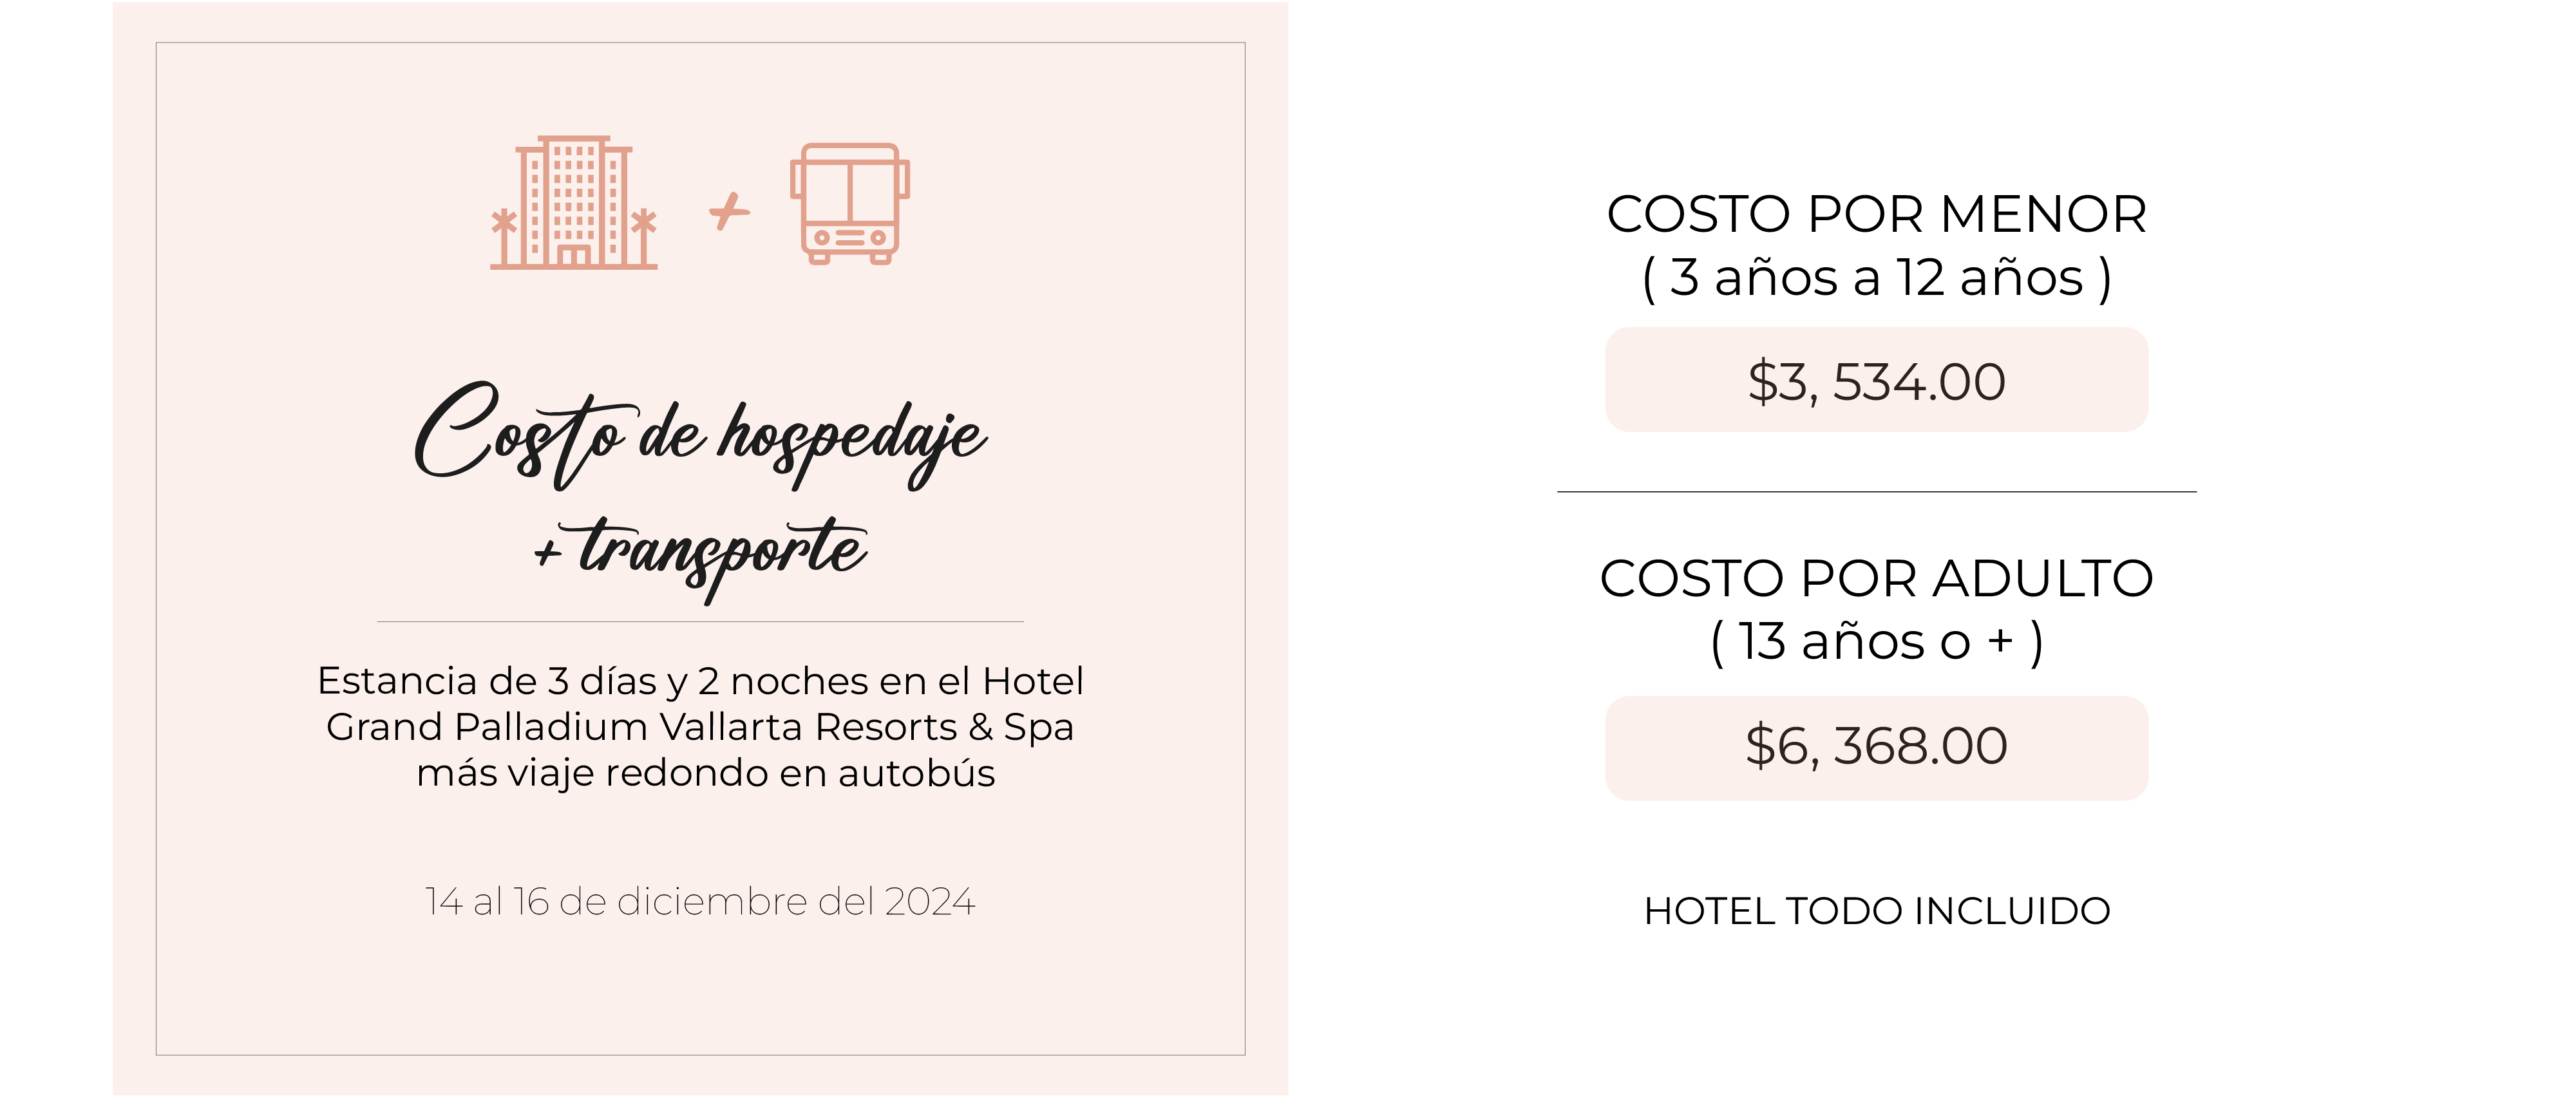 +
Costo de hospedaje
+ transporte
Estancia de 3 días y 2 noches en el Hotel
Grand Palladium Vallarta Resorts & Spa
más viaje redondo en autobús
14 al 16 de diciembre del 2024
COSTO POR MENOR
( 3 años a 12 años )
$3, 534.00
COSTO POR ADULTO
( 13 años o + )
$6, 368.00
HOTEL TODO INCLUIDO